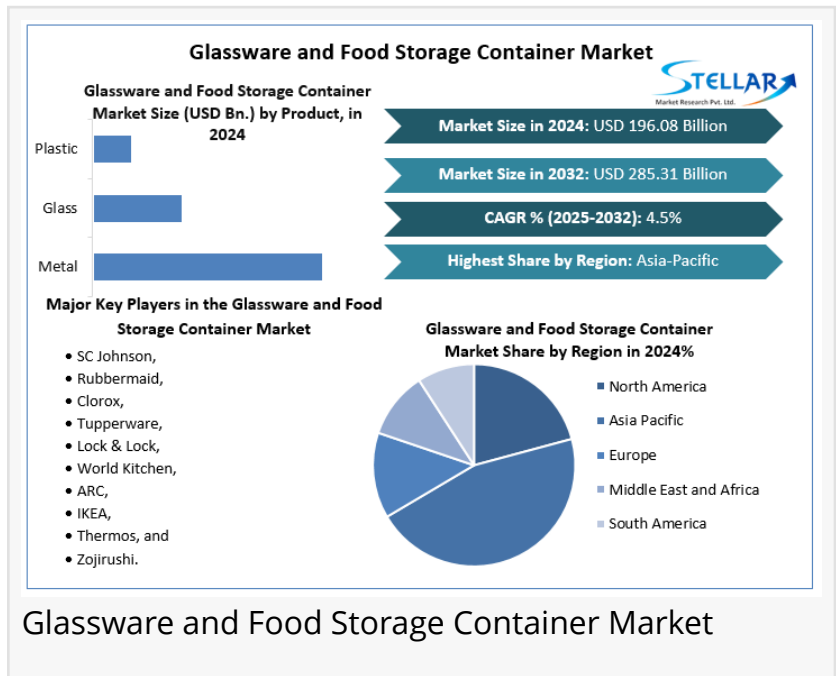 Glassware and Food Storage Container Market
STELLAR
Market Research Pvt. Ltd.
Glassware and Food Storage Container
Market Size (USD Bn.) by Product, in
2024
Plastic
Glass
Metal
Market Size in 2024: USD 196.08 Billion
Market Size in 2032: USD 285.31 Billion
CAGR % (2025-2032): 4.5%
Highest Share by Region: Asia-Pacific
Major Key Players in the Glassware and Food
Storage Container Market
• SC Johnson,
• Rubbermaid,
• Clorox,
• Tupperware,
• Lock & Lock,
• World Kitchen,
• ARC,
• IKEA,
• Thermos, and
• Zojirushi.
Glassware and Food Storage Container
Market Share by Region in 2024%
North America
Asia Pacific
Europe
Middle East and Africa
South America
Glassware and Food Storage Container Market